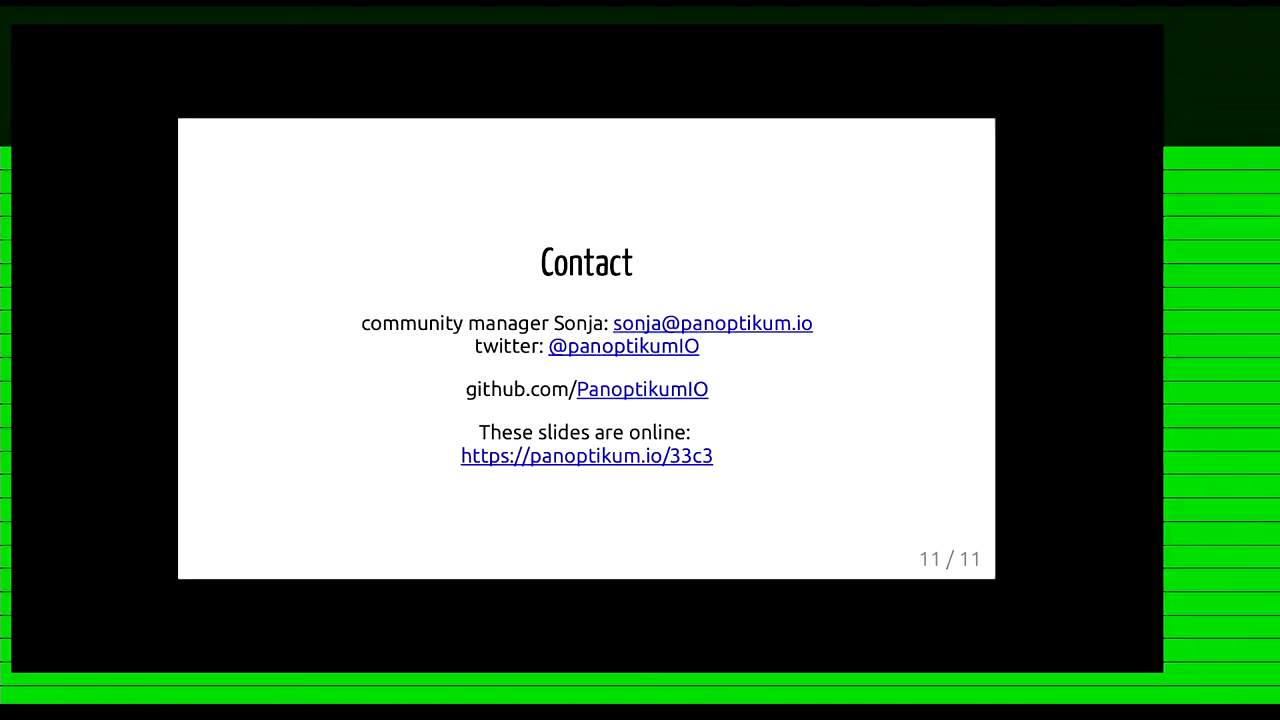 Contact
community manager Sonja: sonja@panoptikum.io
twitter: @panoptikumIO
github.com/PanoptikumIO
These slides are online:
https://panoptikum.io/33c3
11 / 11